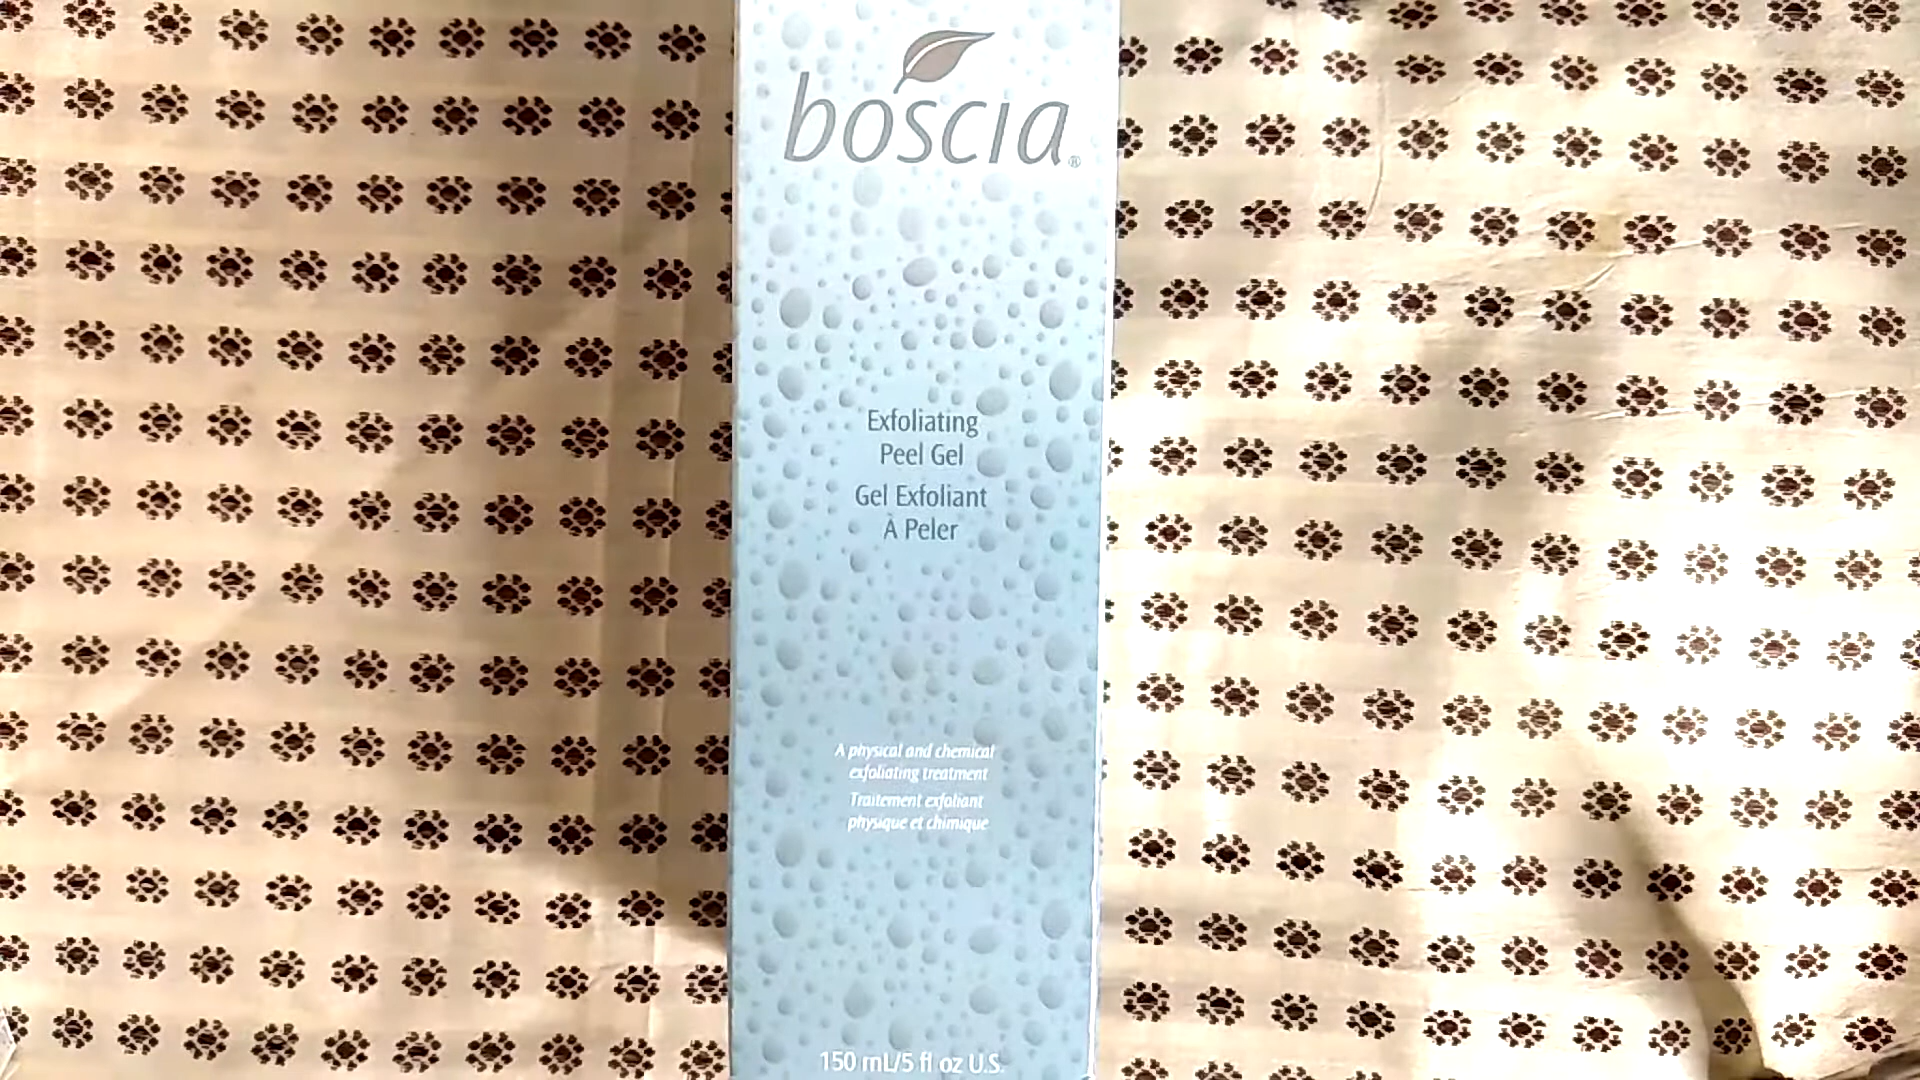 boscia®
Exfoliating
Peel Gel
Gel Exfoliant
À Peler
A physical and chemical
exfoliating treatment
Traitement exfoliant
physique et chimique
150 mL/5 fl oz U.S.